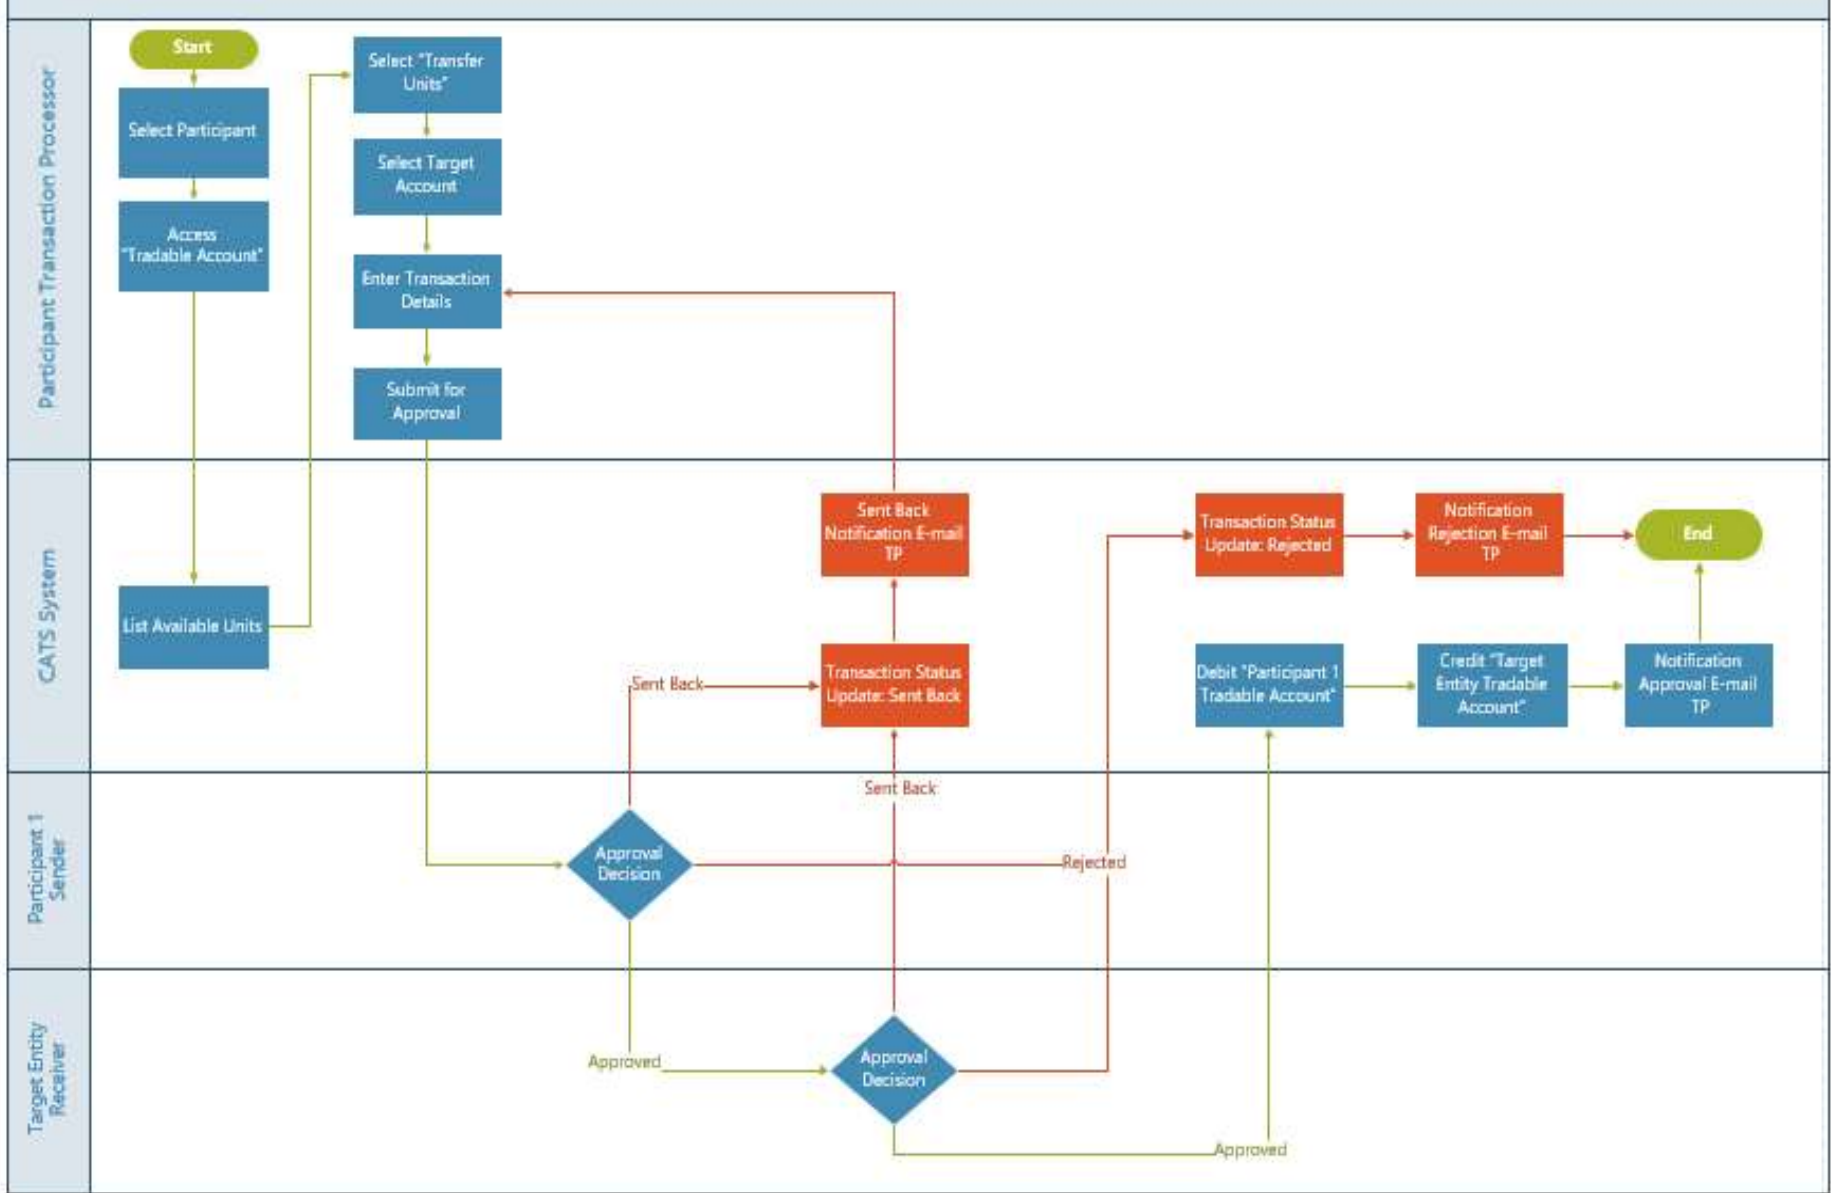 Participant Transaction Processor
Start
Select Participant
Access
"Tradable Account"
Select "Transfer
Units"
Select Target
Account
Enter Transaction
Details
Submit for
Approval
CATS System
List Available Units
Sent Back
Notification E-mail
TP
Transaction Status
Update: Sent Back
Sent Back
Transaction Status
Update: Rejected
Notification
Rejection E-mail
TP
End
Debit "Participant 1
Tradable Account"
Credit "Target
Entity Tradable
Account"
Notification
Approval E-mail
TP
Participant 1
Sender
Sent Back
Approval
Decision
Rejected
Target Entity
Receiver
Approved
Approval
Decision
Approved